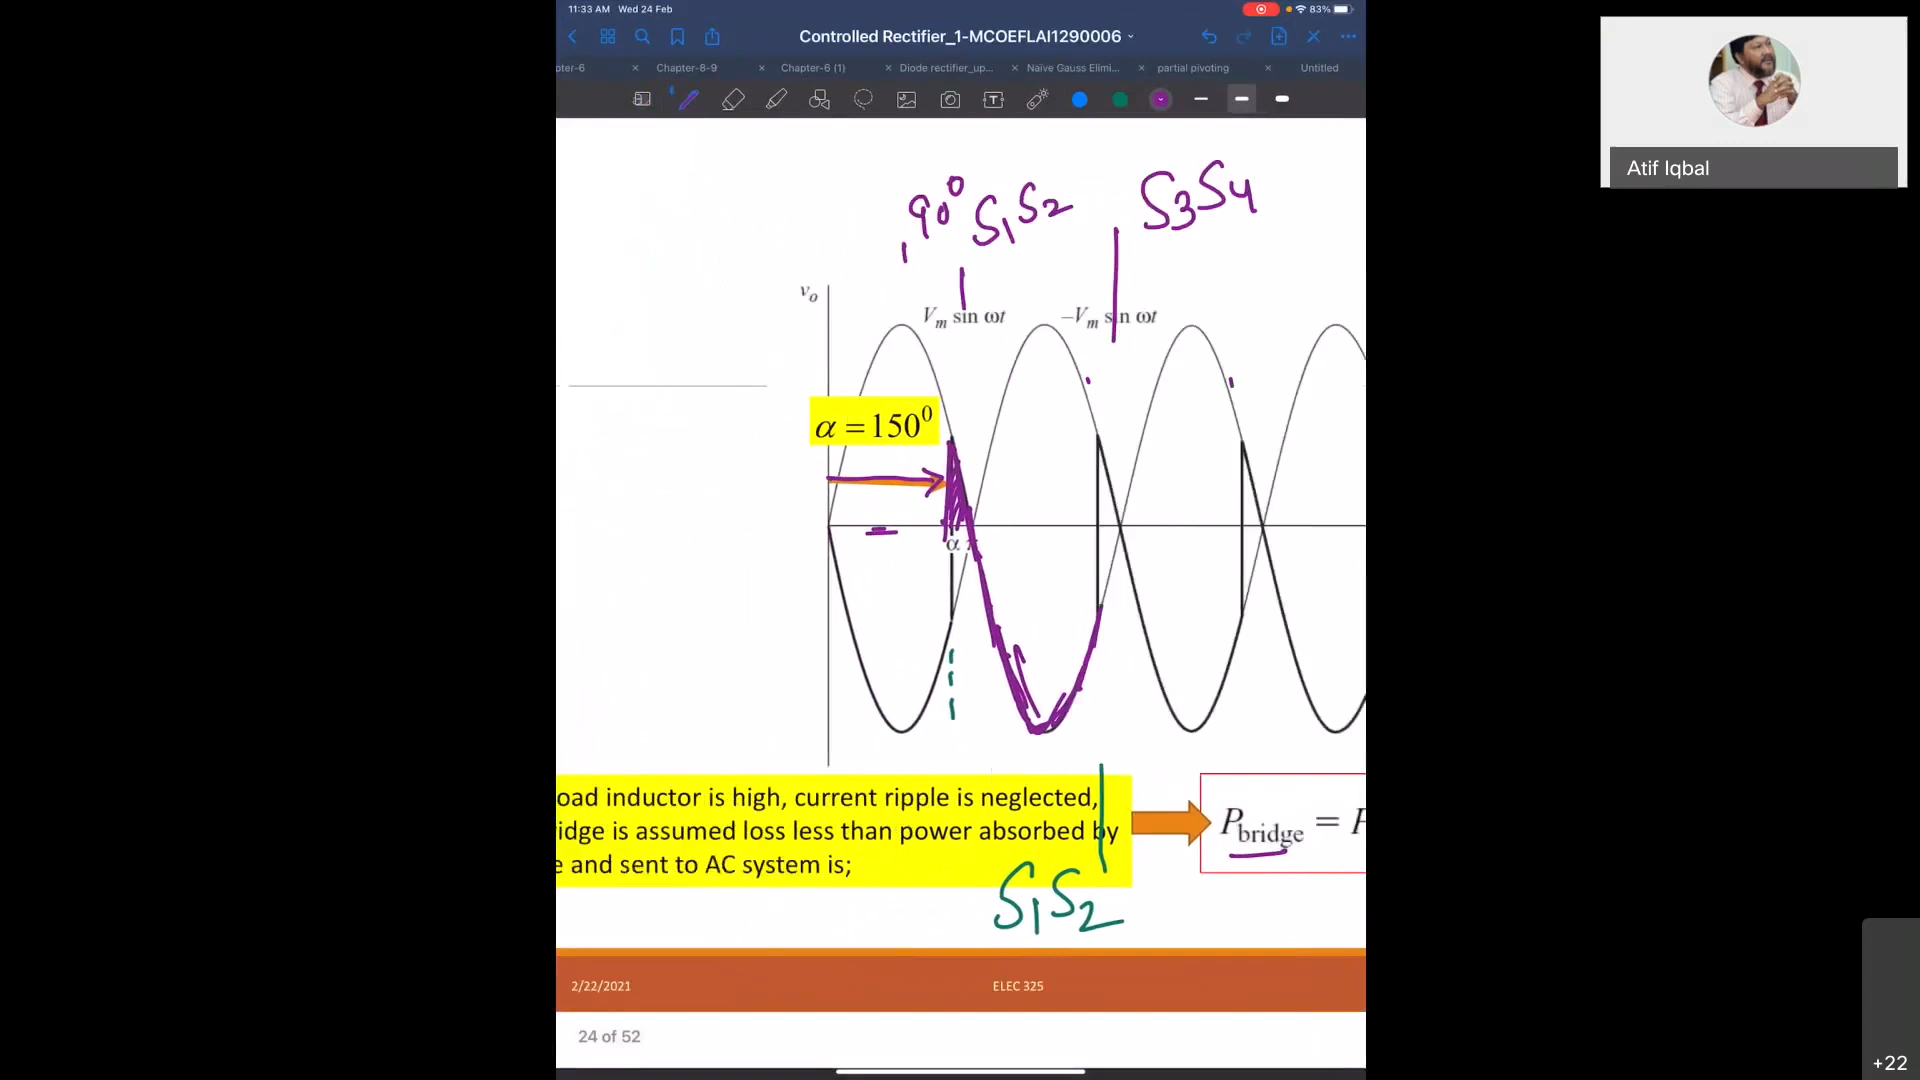 11:33 AM Wed 24 Feb
83%
Controlled Rectifier_1-MCOEFLAI1290006
pter-6
Chapter-8-9
Chapter-6 (1)
Diode rectifier_up...
Naïve Gauss Elimi...
partial pivoting
Untitled
Atif Iqbal
90° S1S2
S3S4
vo
Vm sin ωt
−Vm sin ωt
α = 150⁰
α
oad inductor is high, current ripple is neglected,
idge is assumed loss less than power absorbed by
e and sent to AC system is;
Pbridge = P
S1S2
2/22/2021
ELEC 325
24 of 52
+22